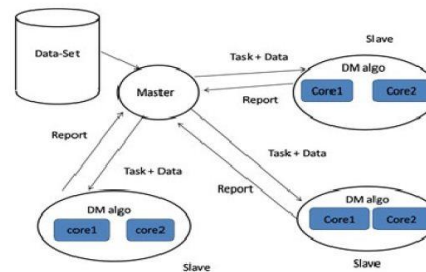 Slave
Data-Set
Task + Data
DM algo
Master
Core1
Core2
Report
Report
Task + Data
Task + Data
Report
DM algo
DM algo
core1
core2
Core1
Core2
Slave
Slave